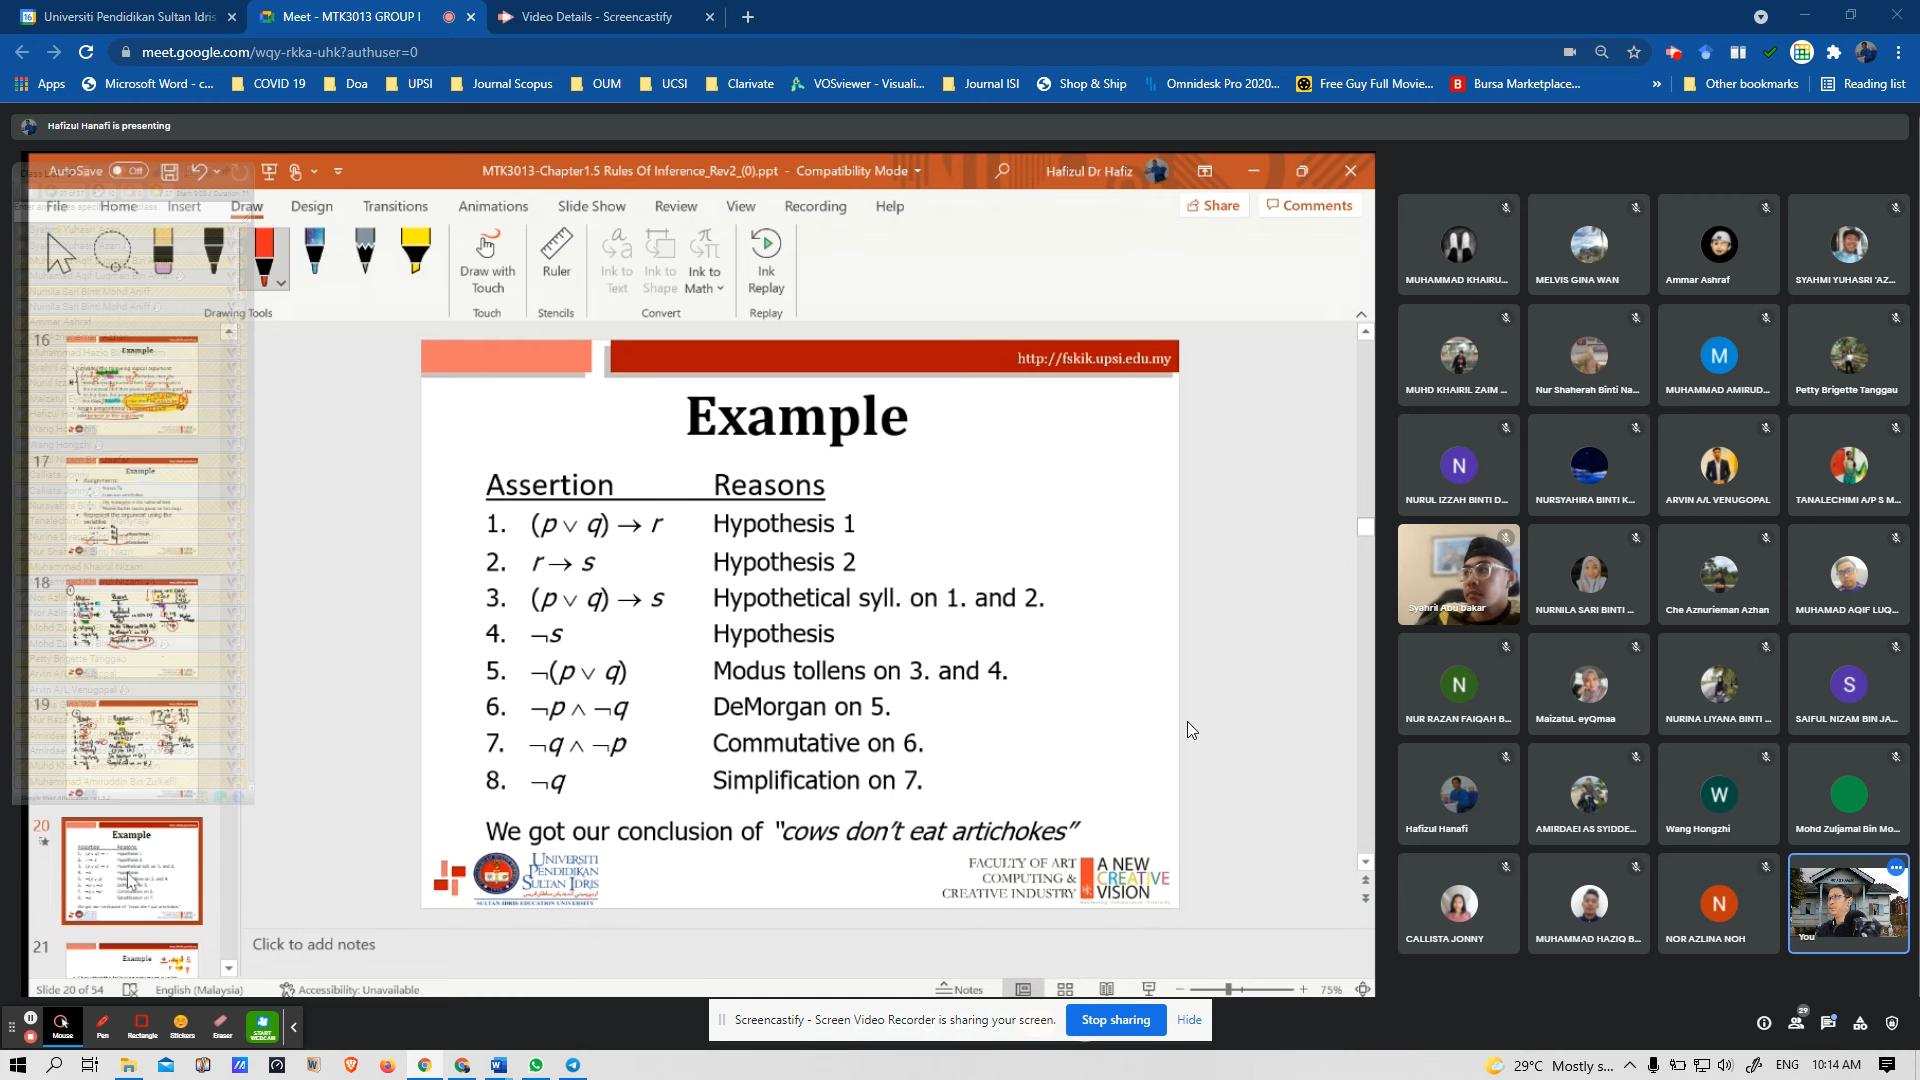 Universiti Pendidikan Sultan Idris
Meet - MTK3013 GROUP I
Video Details - Screencastify
meet.google.com/wqy-rkka-uhk?authuser=0
Apps
Microsoft Word - c...
COVID 19
Doa
UPSI
Journal Scopus
OUM
UCSI
Clarivate
VOSviewer - Visuali...
Journal ISI
Shop & Ship
Omnidesk Pro 2020...
Free Guy Full Movie...
Bursa Marketplace...
»
Other bookmarks
Reading list
Hafizul Hanafi is presenting
AutoSave Off
MTK3013-Chapter1.5 Rules Of Inference_Rev2_(0).ppt - Compatibility Mode
Hafizul Dr Hafiz
File Home Insert Draw Design Transitions Animations Slide Show Review View Recording Help
Share
Comments
Draw with Touch
Ruler
Ink to Text
Ink to Shape
Ink to Math
Ink Replay
Drawing Tools
Touch
Stencils
Convert
Replay
16
Example
17
Example
18
19
20
Example
21
Example
http://fskik.upsi.edu.my
Example
Assertion Reasons
1. (p ∨ q) → r Hypothesis 1
2. r → s Hypothesis 2
3. (p ∨ q) → s Hypothetical syll. on 1. and 2.
4. ¬s Hypothesis
5. ¬(p ∨ q) Modus tollens on 3. and 4.
6. ¬p ∧ ¬q DeMorgan on 5.
7. ¬q ∧ ¬p Commutative on 6.
8. ¬q Simplification on 7.
We got our conclusion of "cows don't eat artichokes"
UNIVERSITI
PENDIDIKAN
SULTAN IDRIS
SULTAN IDRIS EDUCATION UNIVERSITY
FACULTY OF ART
COMPUTING &
CREATIVE INDUSTRY
A NEW
CREATIVE
VISION
Click to add notes
Slide 20 of 54
English (Malaysia)
Accessibility: Unavailable
Notes
75%
MUHAMMAD KHAIRU...
MELVIS GINA WAN
Ammar Ashraf
SYAHMI YUHASRI 'AZ...
MUHD KHAIRIL ZAIM ...
Nur Shaherah Binti Na...
M
MUHAMMAD AMIRUD...
Petty Brigette Tanggau
N
NURUL IZZAH BINTI D...
NURSYAHIRA BINTI K...
ARVIN A/L VENUGOPAL
TANALECHIMI A/P S M...
Syahril Abu bakar
NURNILA SARI BINTI ...
Che Aznurieman Azhan
MUHAMAD AQIF LUQ...
N
NUR RAZAN FAIQAH B...
MaizatuL eyQmaa
NURINA LIYANA BINTI ...
S
SAIFUL NIZAM BIN JA...
Hafizul Hanafi
AMIRDAEI AS SYIDDE...
W
Wang Hongzhi
Mohd Zuljamal Bin Mo...
CALLISTA JONNY
MUHAMMAD HAZIQ B...
N
NOR AZLINA NOH
You
29
Mouse
Pen
Rectangle
Stickers
Eraser
START WEBCAM
Screencastify - Screen Video Recorder is sharing your screen.
Stop sharing
Hide
29°C Mostly s...
ENG
10:14 AM